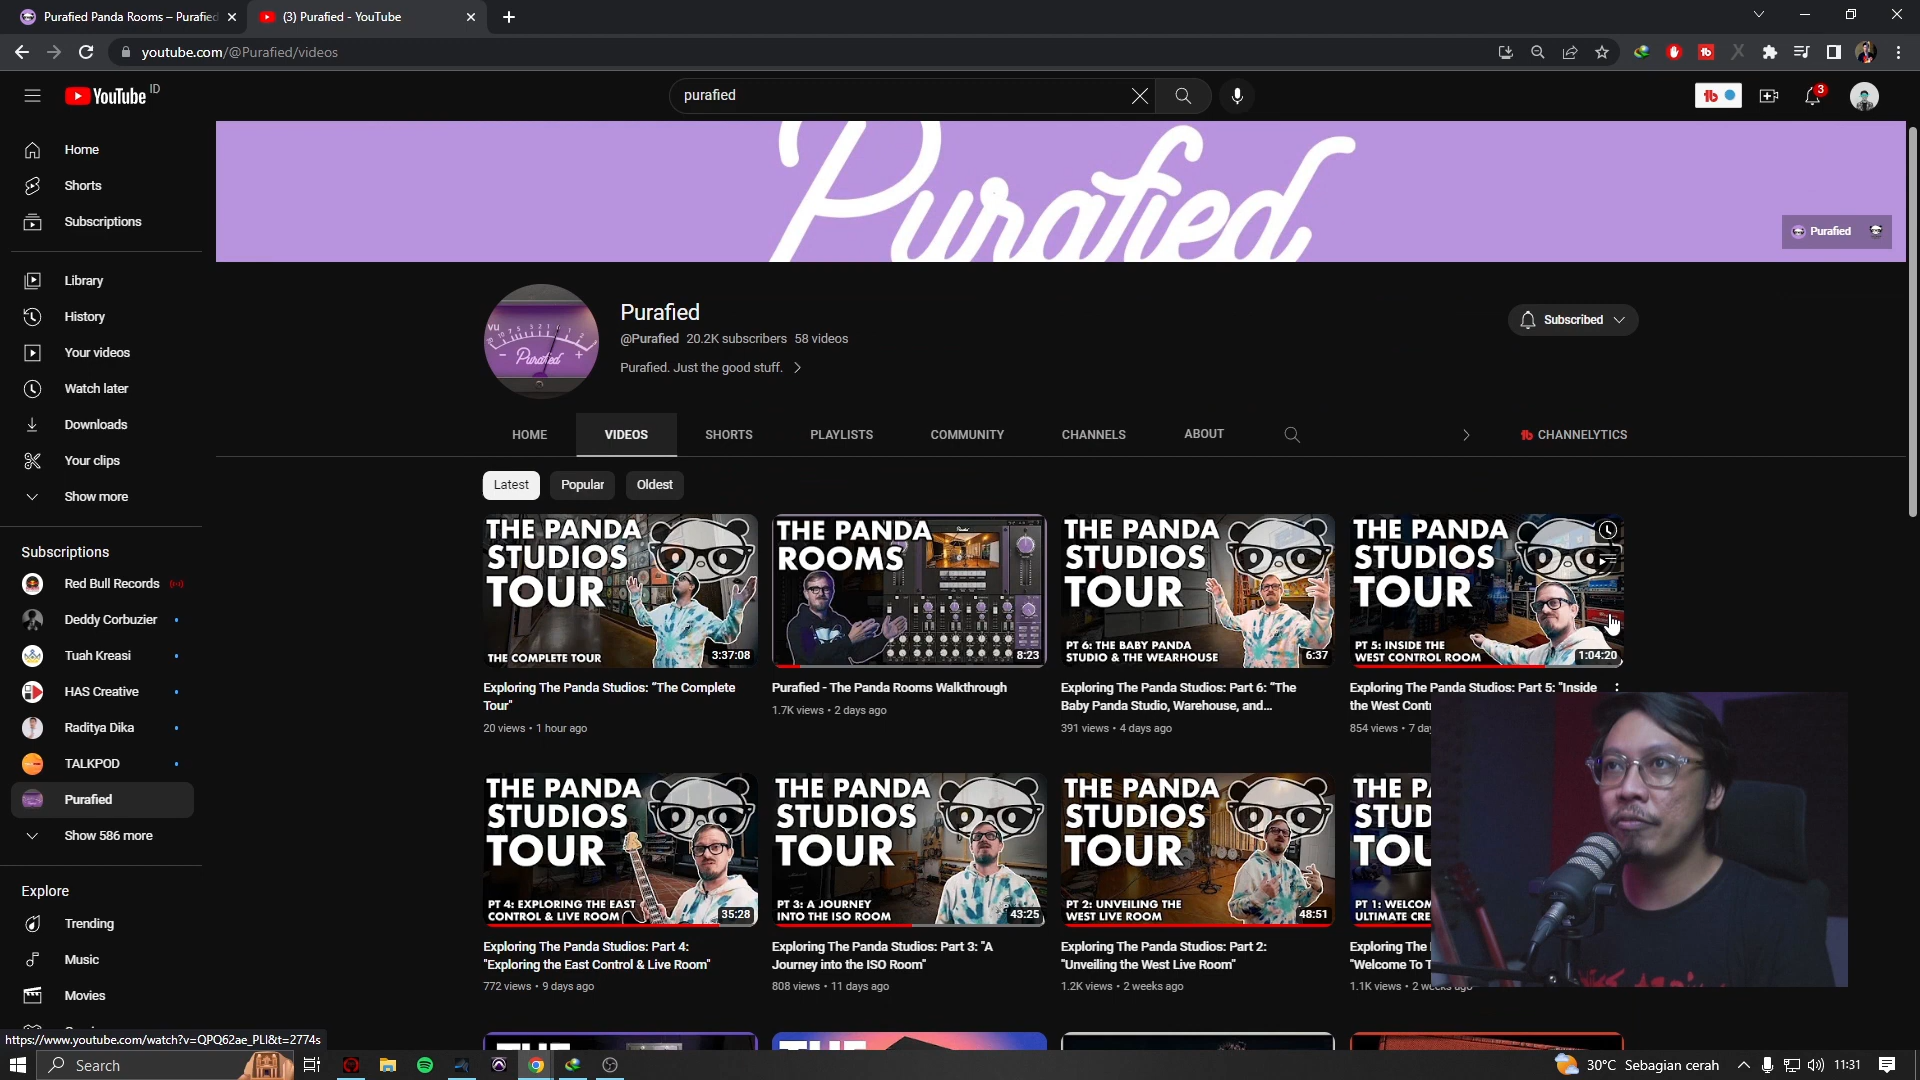 Purafied Panda Rooms – Purafied
(3) Purafied - YouTube
youtube.com/@Purafied/videos
YouTube ID
purafied
3
Home
Shorts
Subscriptions
Library
History
Your videos
Watch later
Downloads
Your clips
Show more
Subscriptions
Red Bull Records
Deddy Corbuzier
Tuah Kreasi
HAS Creative
Raditya Dika
TALKPOD
Purafied
Show 586 more
Explore
Trending
Music
Movies
Purafied
Purafied
Purafied
@Purafied 20.2K subscribers 58 videos
Purafied. Just the good stuff.
Subscribed
HOME
VIDEOS
SHORTS
PLAYLISTS
COMMUNITY
CHANNELS
ABOUT
CHANNELYTICS
Latest
Popular
Oldest
THE PANDA
STUDIOS
TOUR
THE COMPLETE TOUR
3:37:08
Exploring The Panda Studios: “The Complete
Tour"
20 views • 1 hour ago
THE PANDA
ROOMS
8:23
Purafied - The Panda Rooms Walkthrough
1.7K views • 2 days ago
THE PANDA
STUDIOS
TOUR
PT 6: THE BABY PANDA
STUDIO & THE WEARHOUSE
6:37
Exploring The Panda Studios: Part 6: “The
Baby Panda Studio, Warehouse, and...
391 views • 4 days ago
THE PANDA
STUDIOS
TOUR
PT 5: INSIDE THE
WEST CONTROL ROOM
1:04:20
Exploring The Panda Studios: Part 5: "Inside
the West Cont
854 views • 7 day
THE PANDA
STUDIOS
TOUR
PT 4: EXPLORING THE EAST
CONTROL & LIVE ROOM
35:28
Exploring The Panda Studios: Part 4:
"Exploring the East Control & Live Room"
772 views • 9 days ago
THE PANDA
STUDIOS
TOUR
PT 3: A JOURNEY
INTO THE ISO ROOM
43:25
Exploring The Panda Studios: Part 3: "A
Journey into the ISO Room"
808 views • 11 days ago
THE PANDA
STUDIOS
TOUR
PT 2: UNVEILING THE
WEST LIVE ROOM
48:51
Exploring The Panda Studios: Part 2:
"Unveiling the West Live Room"
1.2K views • 2 weeks ago
THE P
STUD
TOU
PT 1: WELCOM
ULTIMATE CRE
Exploring The
"Welcome To T
1.1K views • 2 weeks ago
https://www.youtube.com/watch?v=QPQ62ae_PLI&t=2774s
Search
30°C Sebagian cerah
11:31